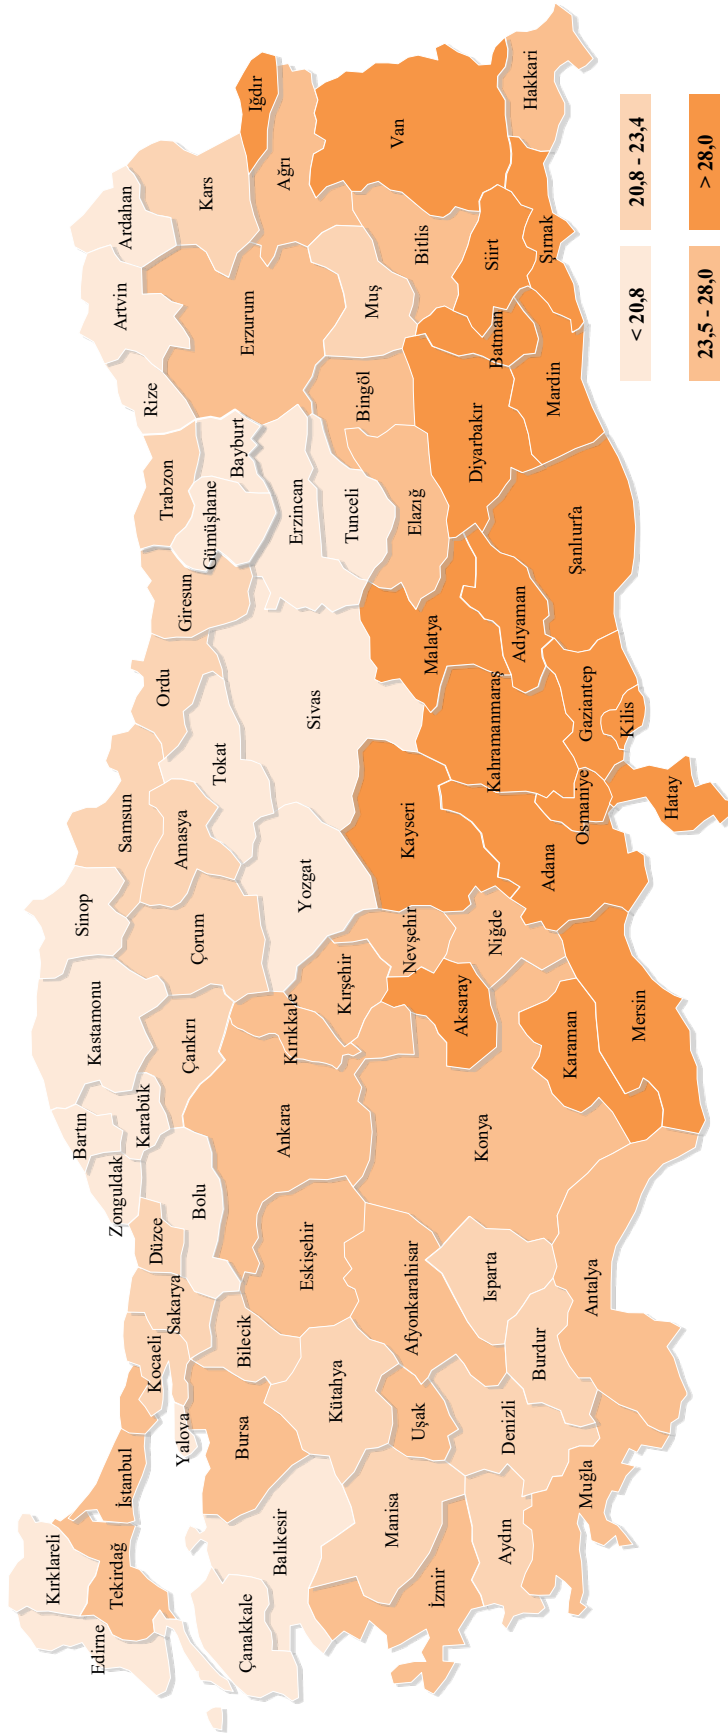 Kırklareli
Edirne
Tekirdağ
İstanbul
Kocaeli
Yalova
Sakarya
Düzce
Zonguldak
Bartın
Karabük
Kastamonu
Sinop
Samsun
Ordu
Giresun
Trabzon
Rize
Artvin
Ardahan
Çanakkale
Balıkesir
Bursa
Bilecik
Bolu
Çankırı
Çorum
Amasya
Tokat
Gümüşhane
Bayburt
Erzurum
Kars
Iğdır
Ağrı
Kütahya
Eskişehir
Ankara
Kırıkkale
Kırşehir
Yozgat
Sivas
Erzincan
Tunceli
Bingöl
Muş
Bitlis
Van
Hakkari
İzmir
Manisa
Uşak
Afyonkarahisar
Konya
Aksaray
Nevşehir
Niğde
Kayseri
Malatya
Elazığ
Diyarbakır
Batman
Siirt
Şırnak
Aydın
Denizli
Isparta
Burdur
Muğla
Antalya
Karaman
Mersin
Adana
Osmaniye
Kahramanmaraş
Adıyaman
Gaziantep
Kilis
Hatay
Şanlıurfa
Mardin
< 20,8
20,8 - 23,4
23,5 - 28,0
> 28,0